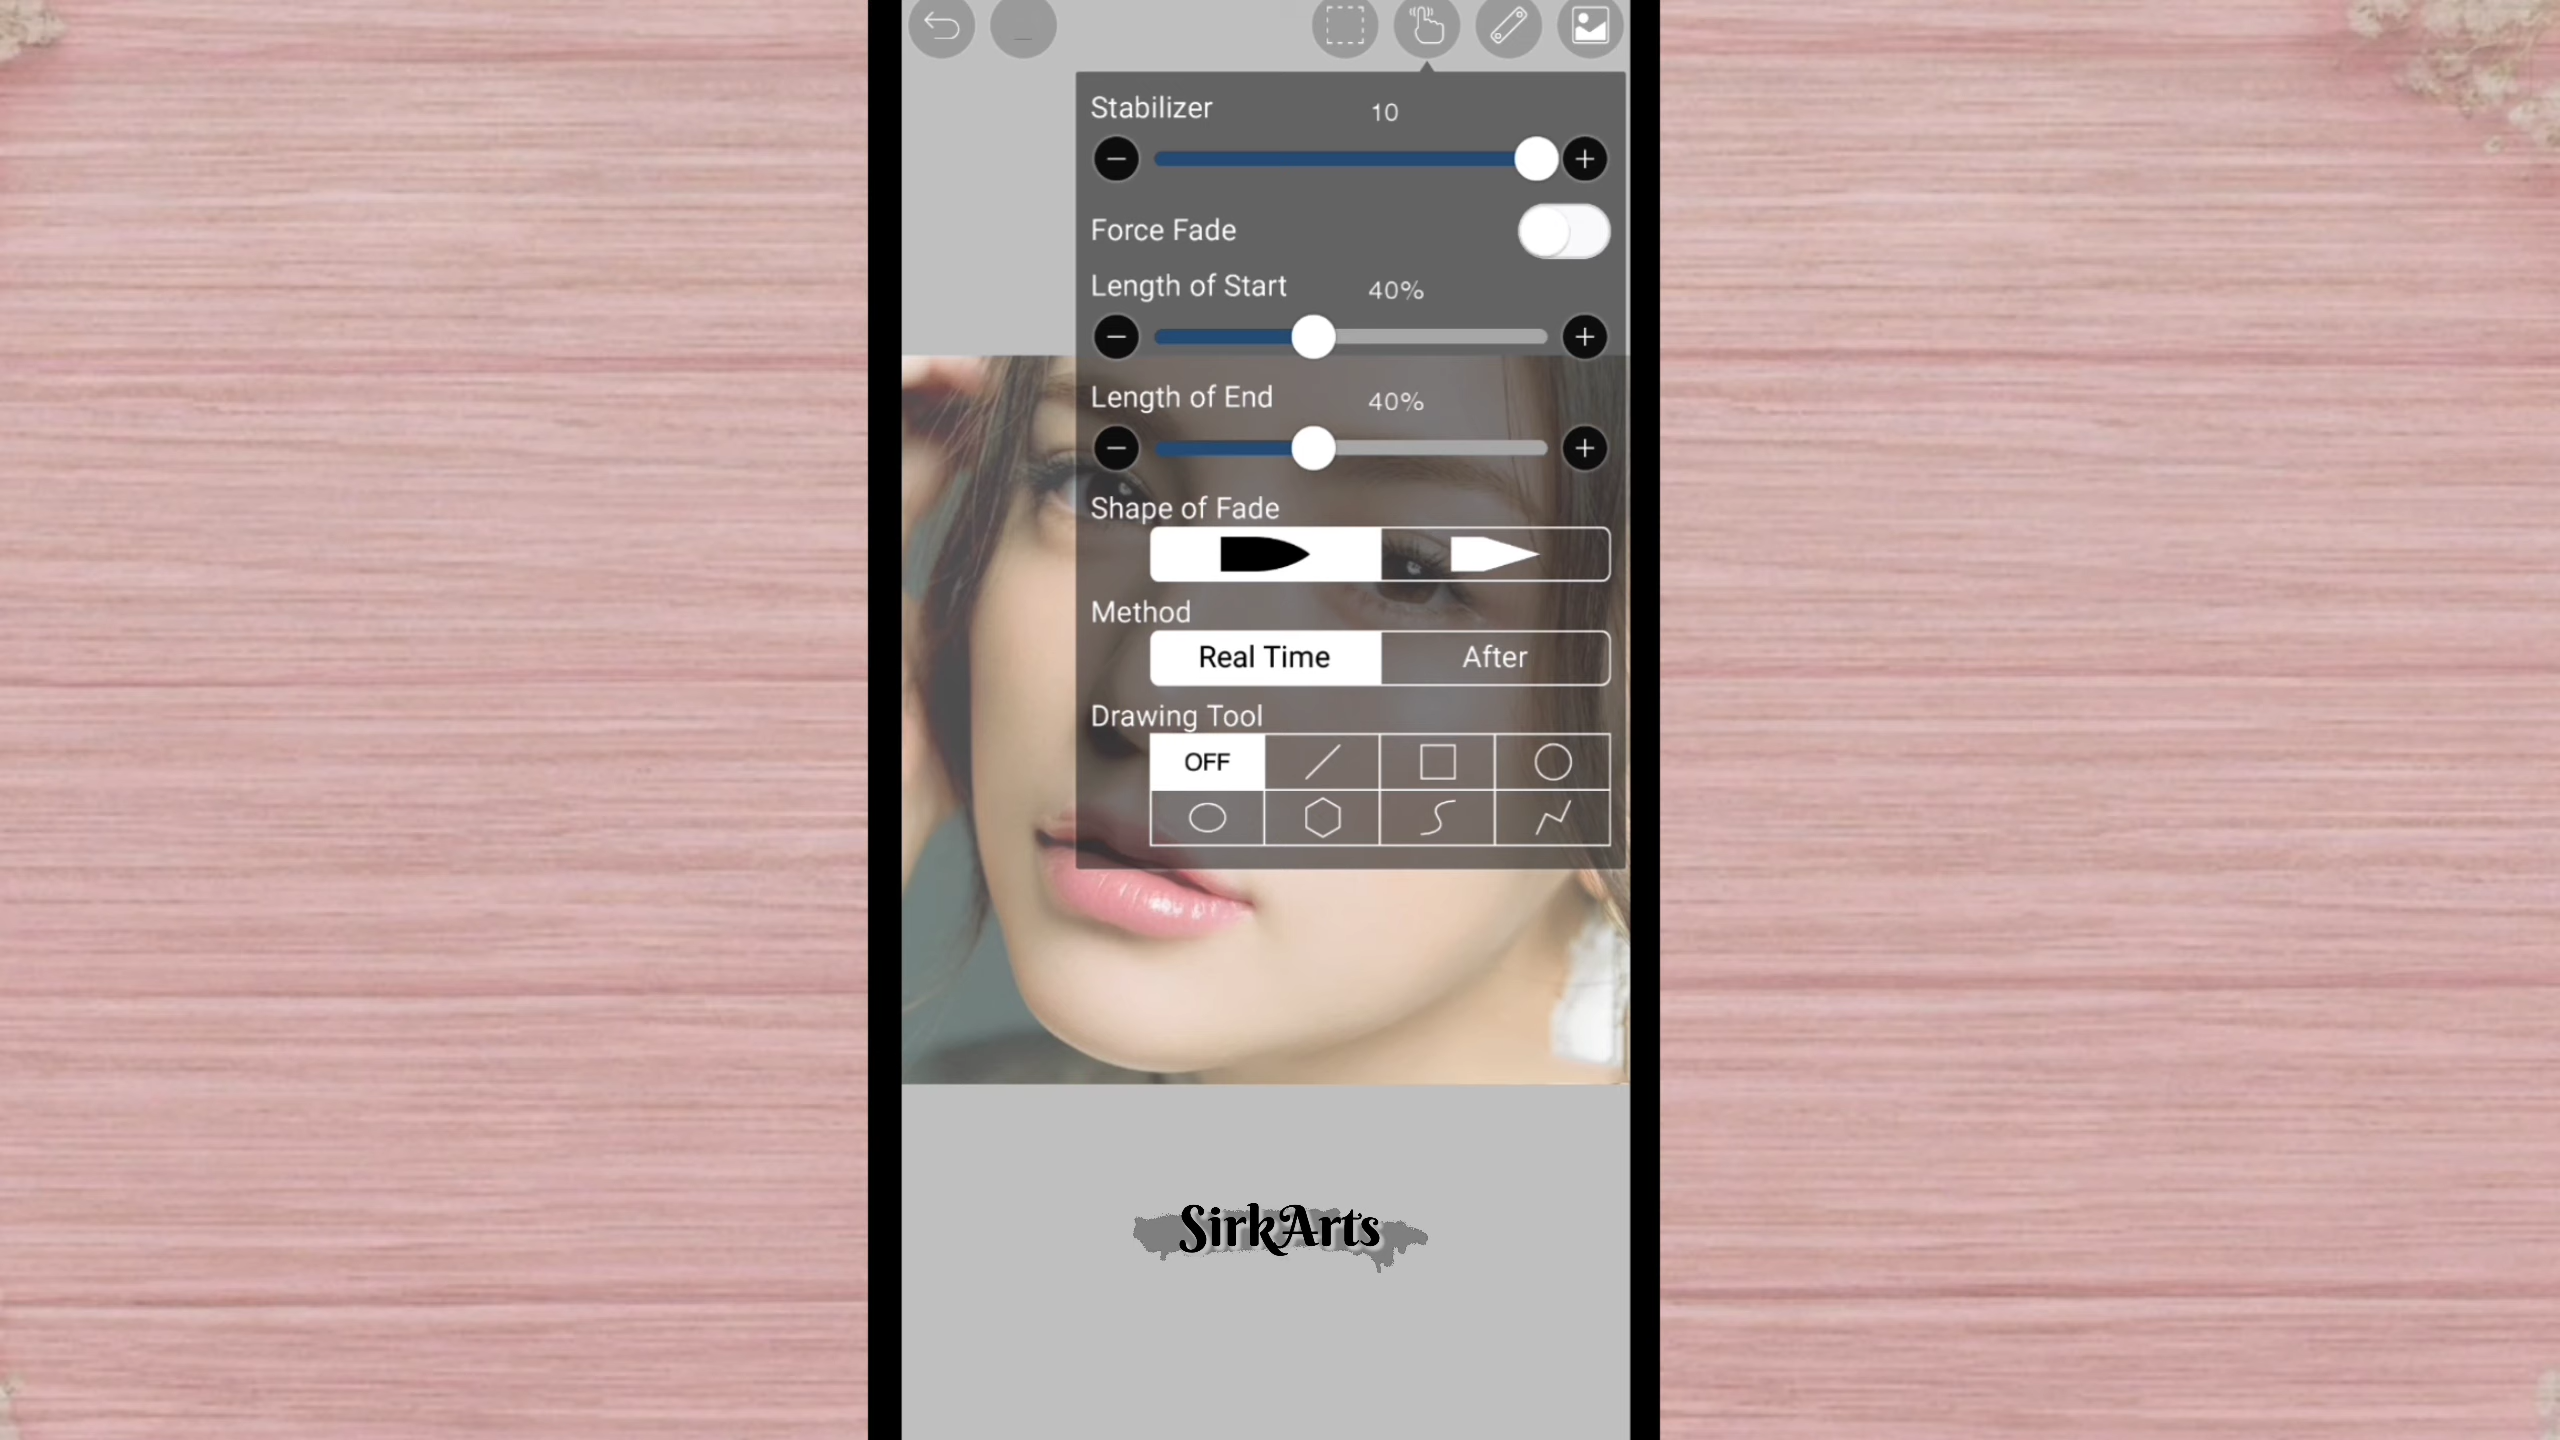 Stabilizer 10
Force Fade
Length of Start 40%
Length of End 40%
Shape of Fade
Method
Real Time After
Drawing Tool
OFF
SirkArts